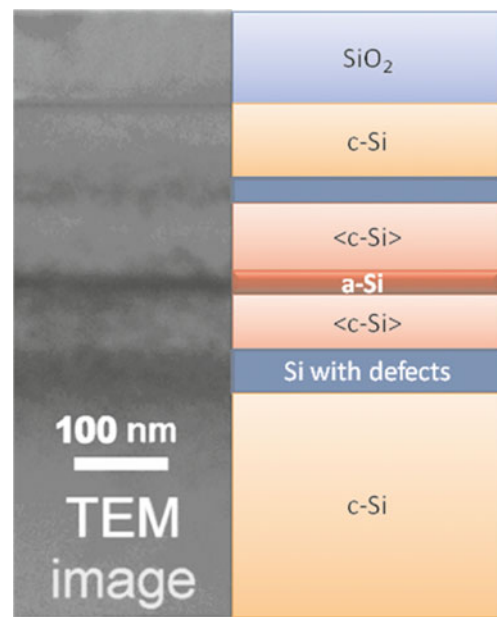 SiO₂
c-Si
<c-Si>
a-Si
<c-Si>
Si with defects
100 nm
TEM
image
c-Si